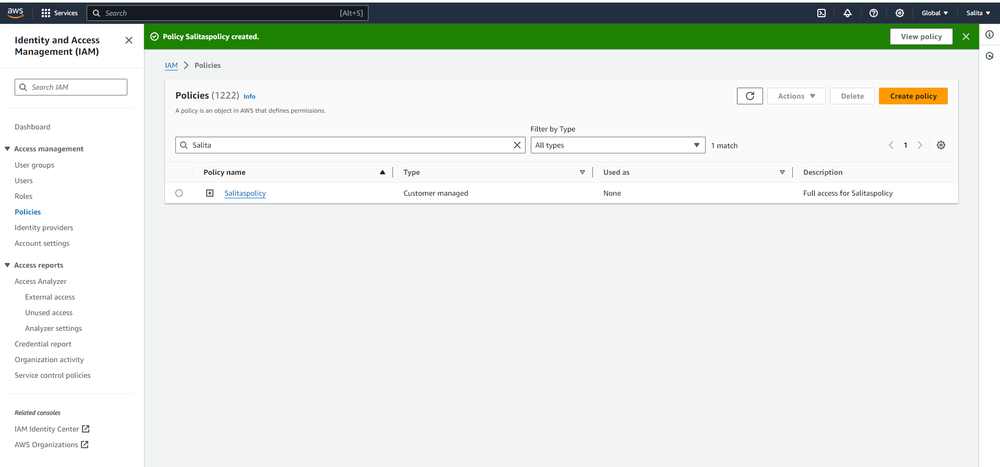 aws
Services
Search
[Alt+S]
Global
Salita
Identity and Access
Management (IAM)
Search IAM
Dashboard
Access management
User groups
Users
Roles
Policies
Identity providers
Account settings
Access reports
Access Analyzer
External access
Unused access
Analyzer settings
Credential report
Organization activity
Service control policies
Related consoles
IAM Identity Center
AWS Organizations
Policy Salitaspolicy created.
View policy
IAM > Policies
Policies (1222) Info
A policy is an object in AWS that defines permissions.
Actions
Delete
Create policy
Filter by Type
Salita
All types
1 match
1
Policy name
Type
Used as
Description
Salitaspolicy
Customer managed
None
Full access for Salitaspolicy